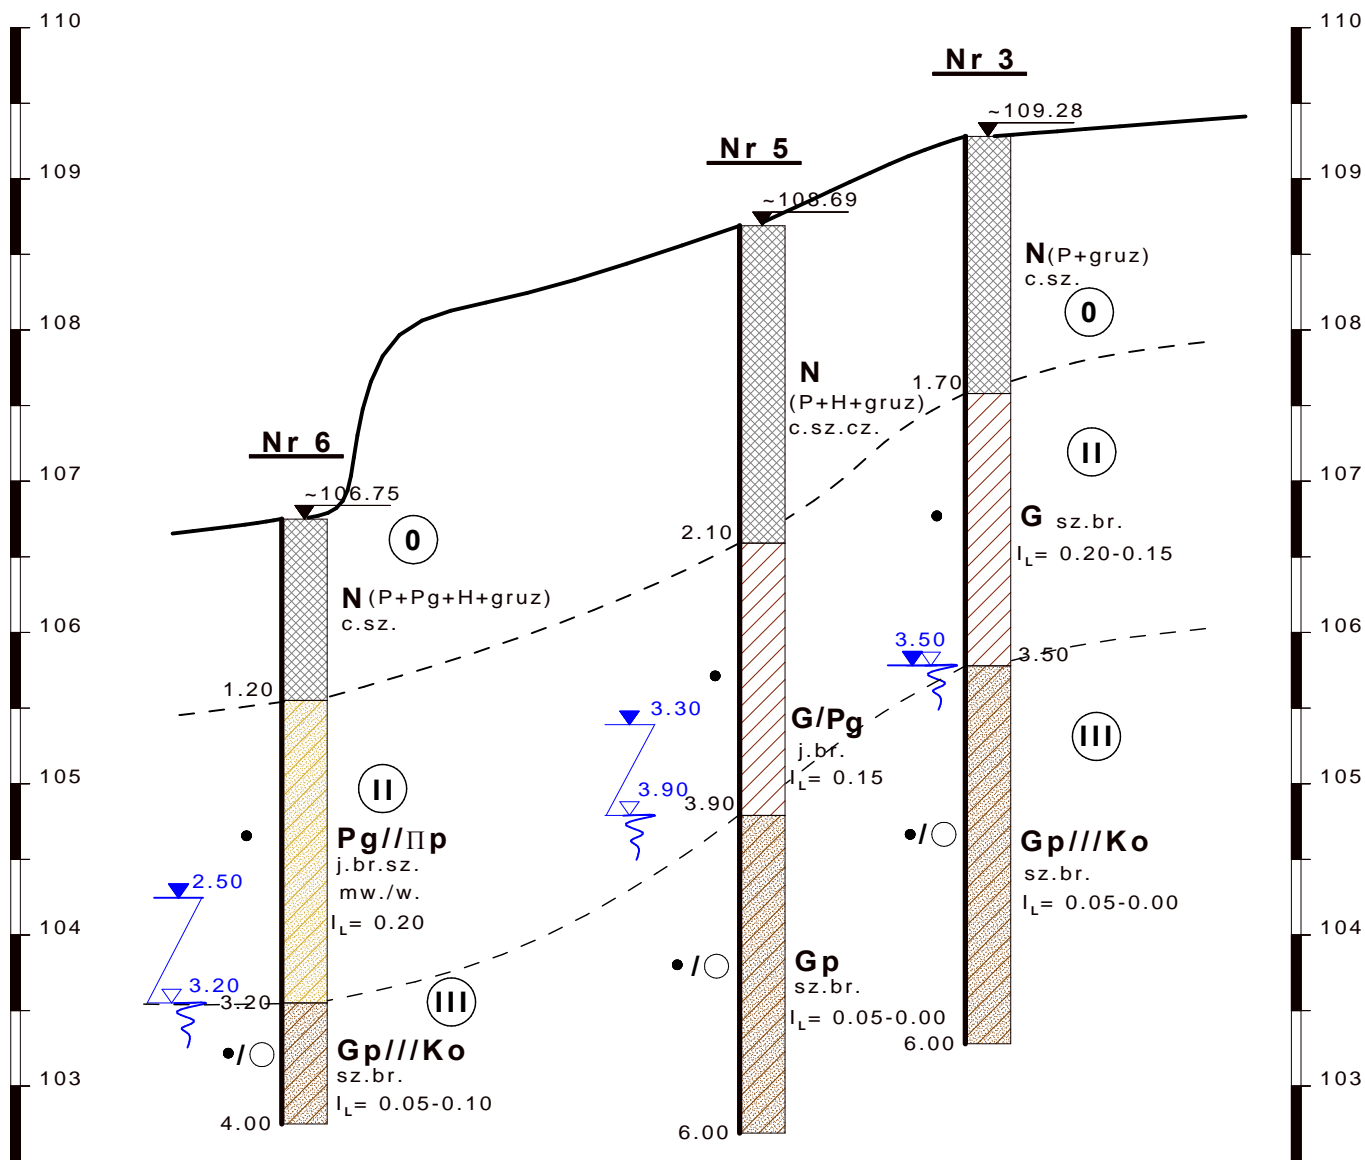 110
109
108
107
106
105
104
103
Nr 6
~106.75
0
N (P+Pg+H+gruz)
c.sz.
1.20
II
Pg//Πp
j.br.sz.
mw./w.
IL= 0.20
2.50
3.20
3.20
III
Gp///Ko
sz.br.
IL= 0.05-0.10
4.00
Nr 5
~108.69
N
(P+H+gruz)
c.sz.cz.
2.10
3.30
G/Pg
j.br.
IL= 0.15
3.90
3.90
/
Gp
sz.br.
IL= 0.05-0.00
6.00
Nr 3
~109.28
N(P+gruz)
c.sz.
0
1.70
II
G sz.br.
IL= 0.20-0.15
3.50
3.50
III
/
Gp///Ko
sz.br.
IL= 0.05-0.00
6.00
/
110
109
108
107
106
105
104
103